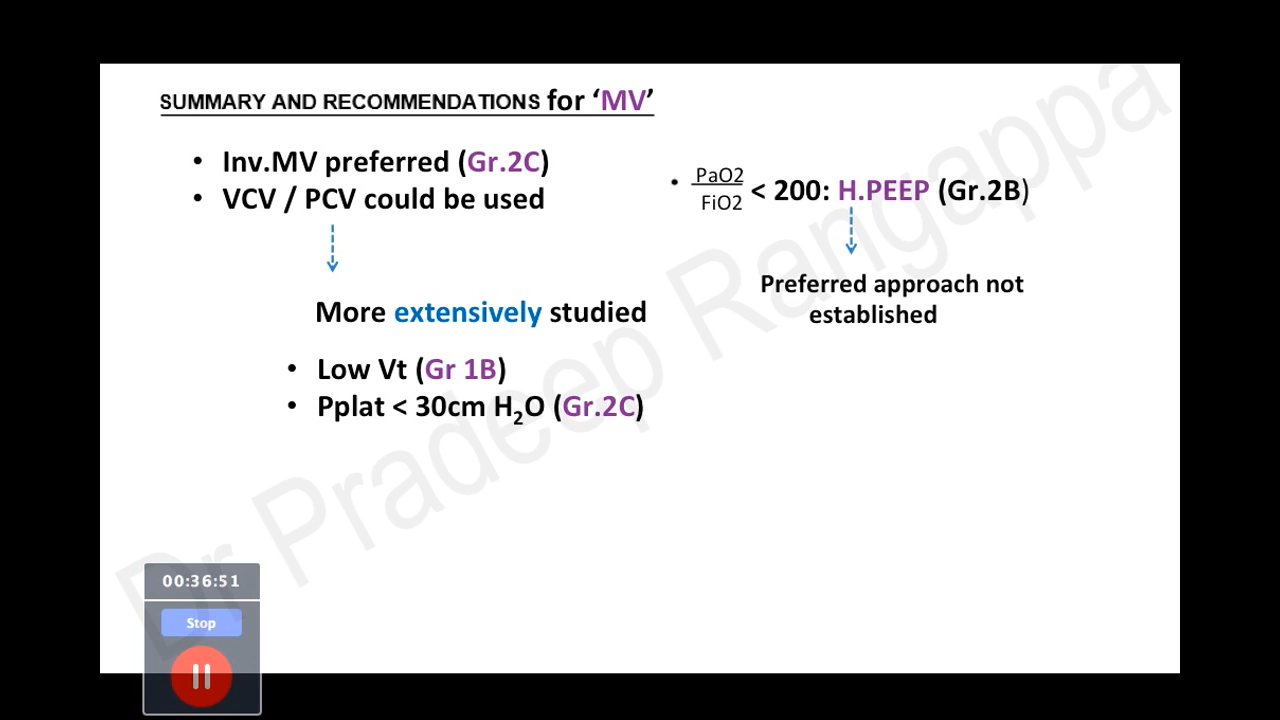 SUMMARY AND RECOMMENDATIONS for ‘MV’
• Inv.MV preferred (Gr.2C)
• VCV / PCV could be used
More extensively studied
• Low Vt (Gr 1B)
• Pplat < 30cm H₂O (Gr.2C)
• PaO2
FiO2
< 200: H.PEEP (Gr.2B)
Preferred approach not
established
Dr Pradeep Rangappa
00:36:51
Stop